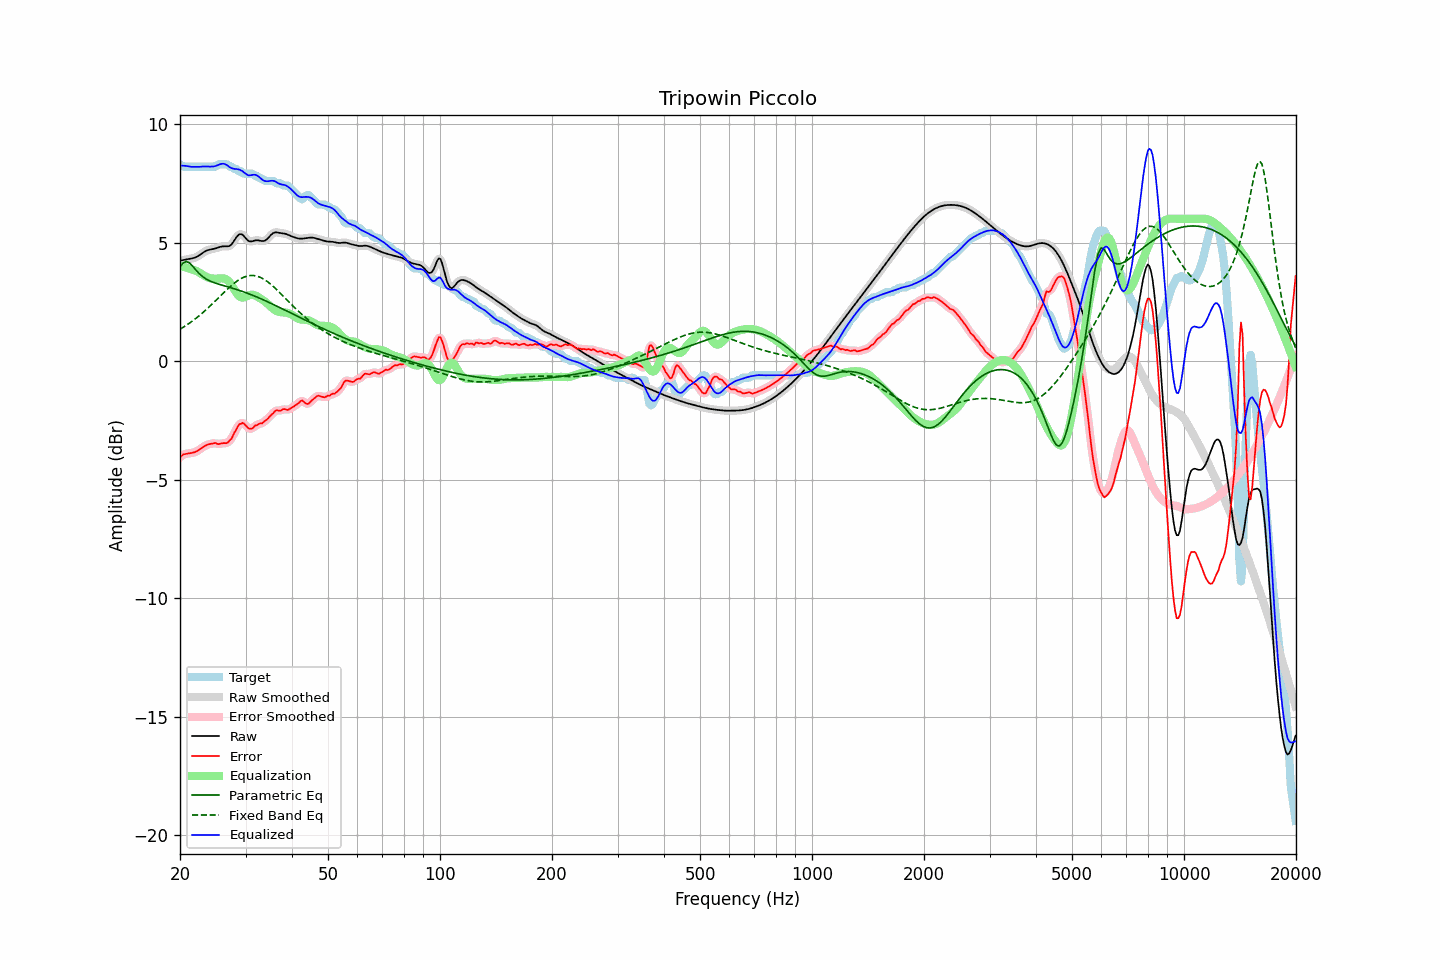 Tripowin Piccolo
Amplitude (dBr)
10
5
0
−5
−10
−15
−20
Target
Raw Smoothed
Error Smoothed
Raw
Error
Equalization
Parametric Eq
Fixed Band Eq
Equalized
20 50 100 200 500 1000 2000 5000 10000 20000
Frequency (Hz)